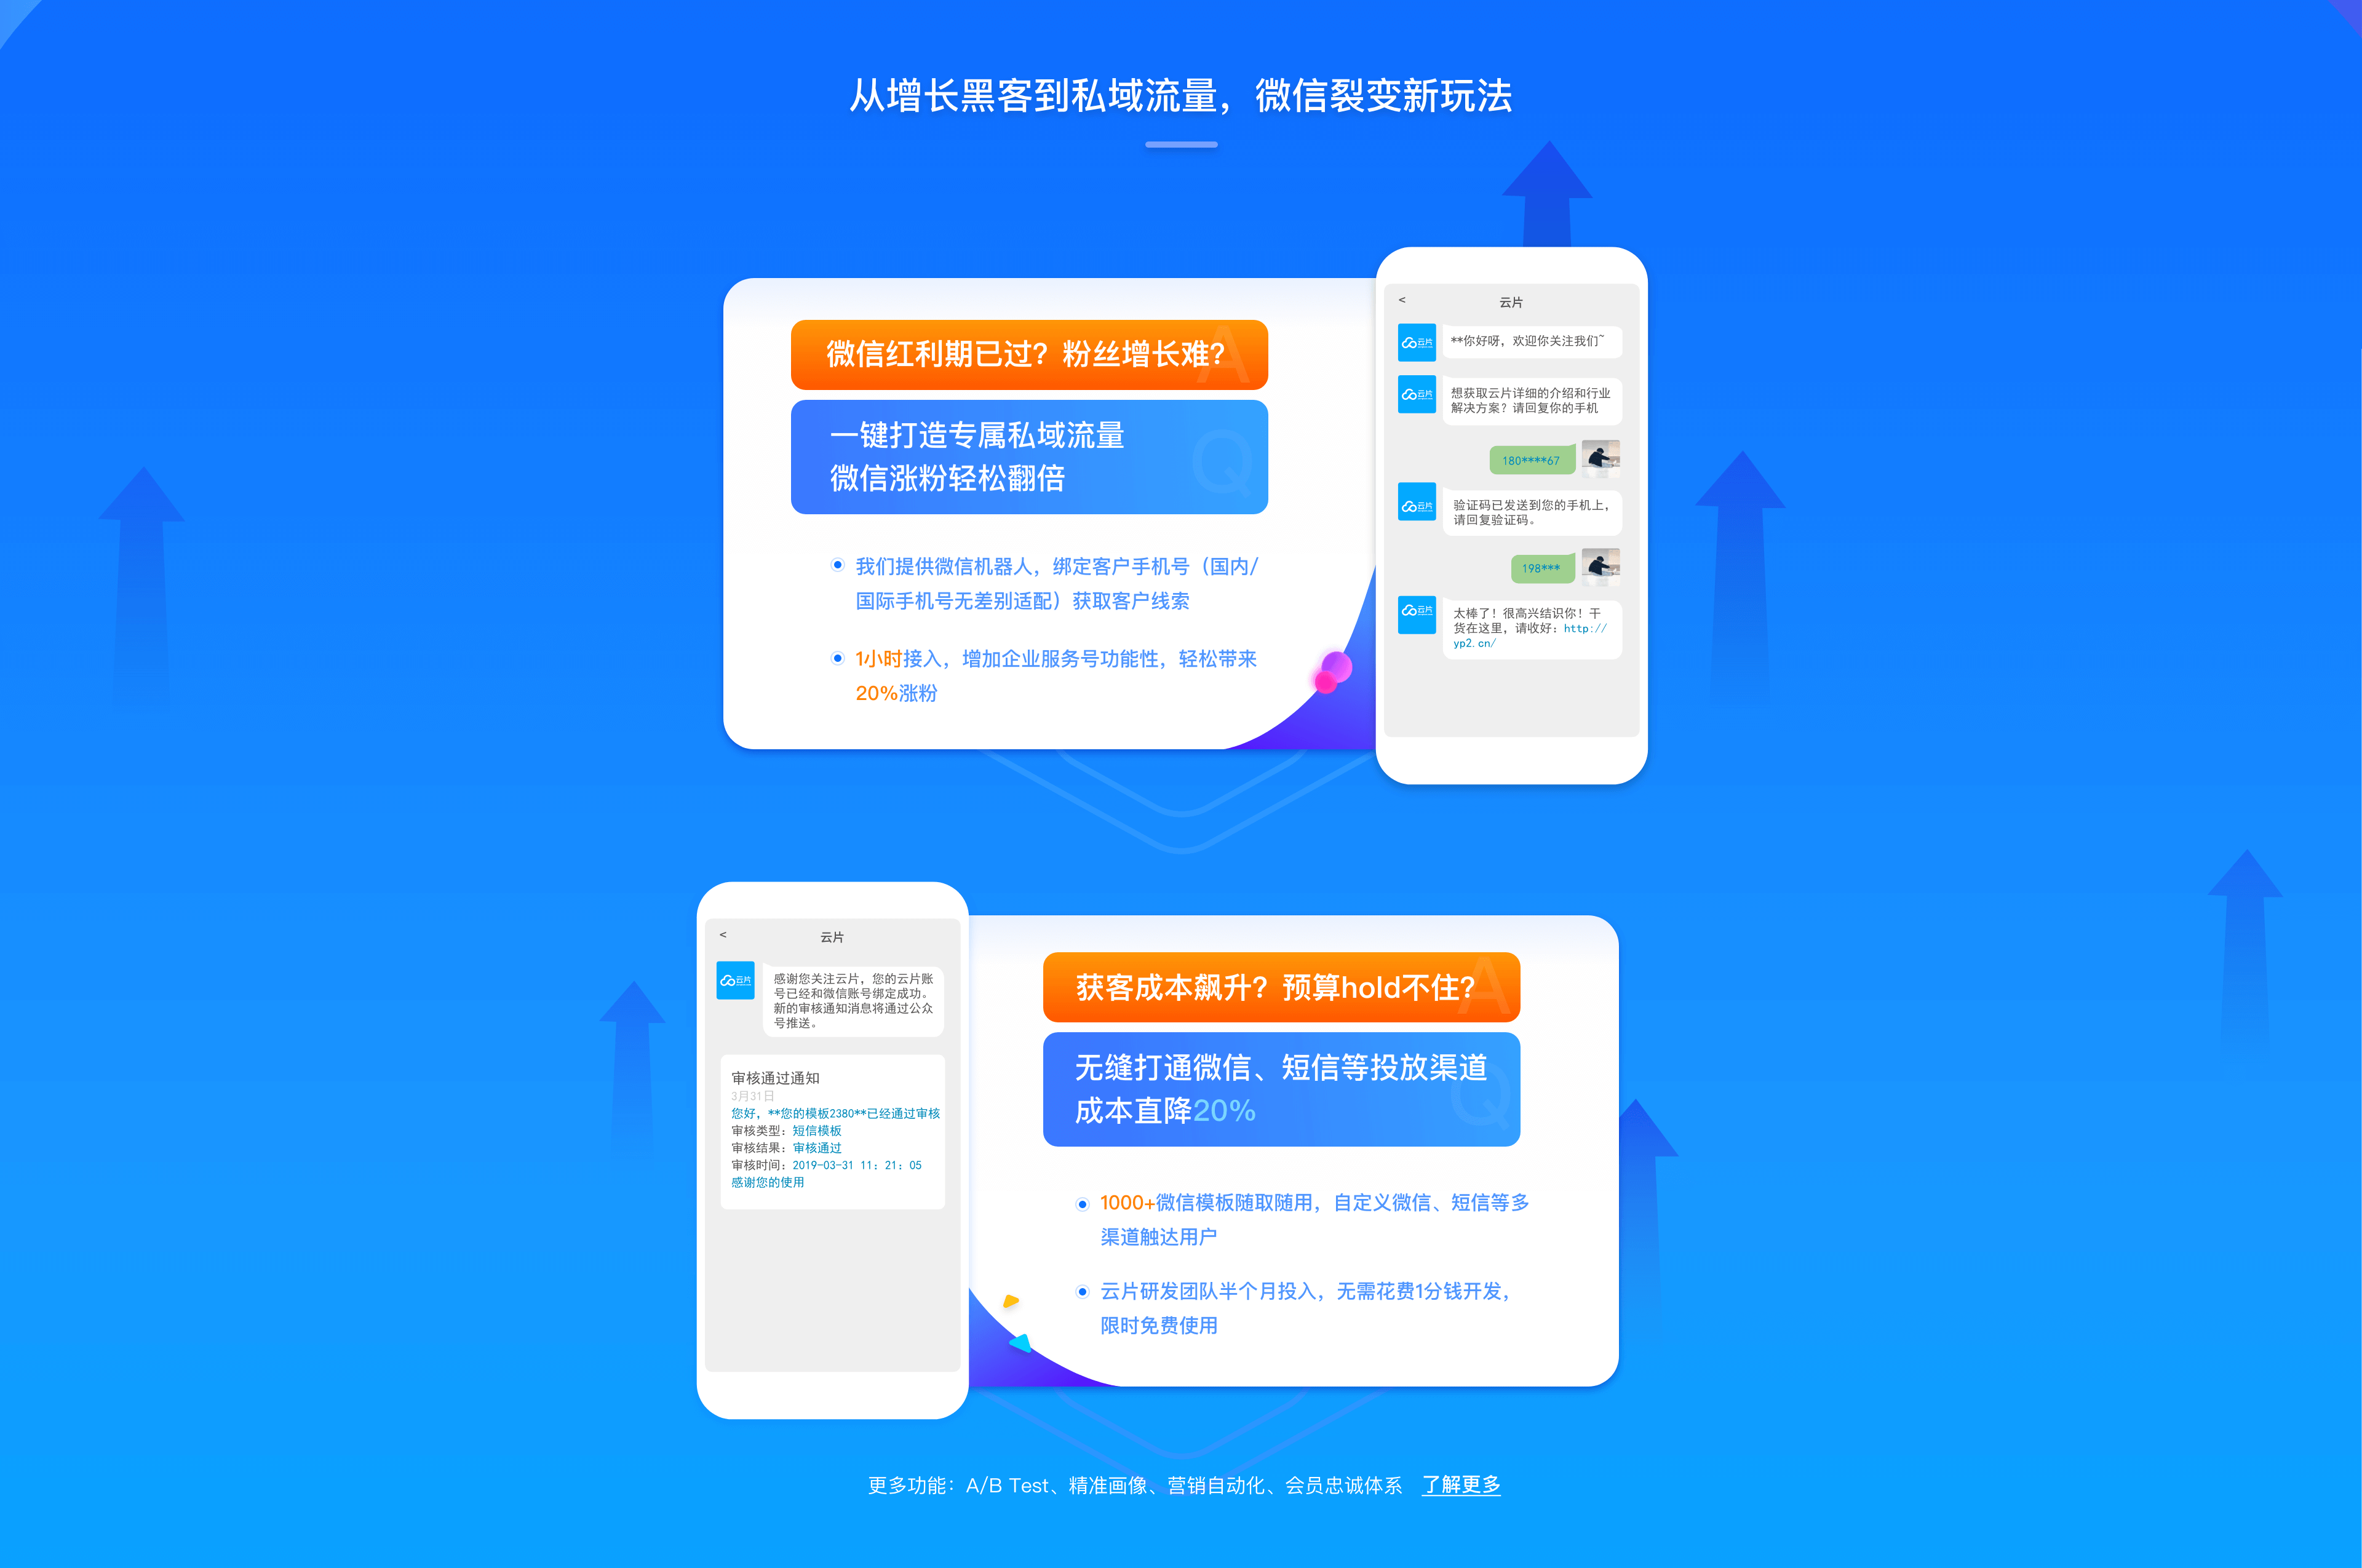 从增长黑客到私域流量，微信裂变新玩法
A
微信红利期已过？粉丝增长难？
Q
一键打造专属私域流量
微信涨粉轻松翻倍
我们提供微信机器人，绑定客户手机号（国内/
国际手机号无差别适配）获取客户线索
1小时接入，增加企业服务号功能性，轻松带来
20%涨粉
<
云片
云片
**你好呀，欢迎你关注我们~
云片
想获取云片详细的介绍和行业
解决方案？请回复你的手机
180****67
云片
验证码已发送到您的手机上，
请回复验证码。
198***
云片
太棒了！很高兴结识你！干
货在这里，请收好：http://
yp2.cn/
<
云片
云片
感谢您关注云片，您的云片账
号已经和微信账号绑定成功。
新的审核通知消息将通过公众
号推送。
审核通过通知
3月31日
您好，**您的模板2380**已经通过审核
审核类型：短信模板
审核结果：审核通过
审核时间：2019-03-31 11：21：05
感谢您的使用
A
获客成本飙升？预算hold不住？
Q
无缝打通微信、短信等投放渠道
成本直降20%
1000+微信模板随取随用，自定义微信、短信等多
渠道触达用户
云片研发团队半个月投入，无需花费1分钱开发，
限时免费使用
更多功能：A/B Test、精准画像、营销自动化、会员忠诚体系 了解更多